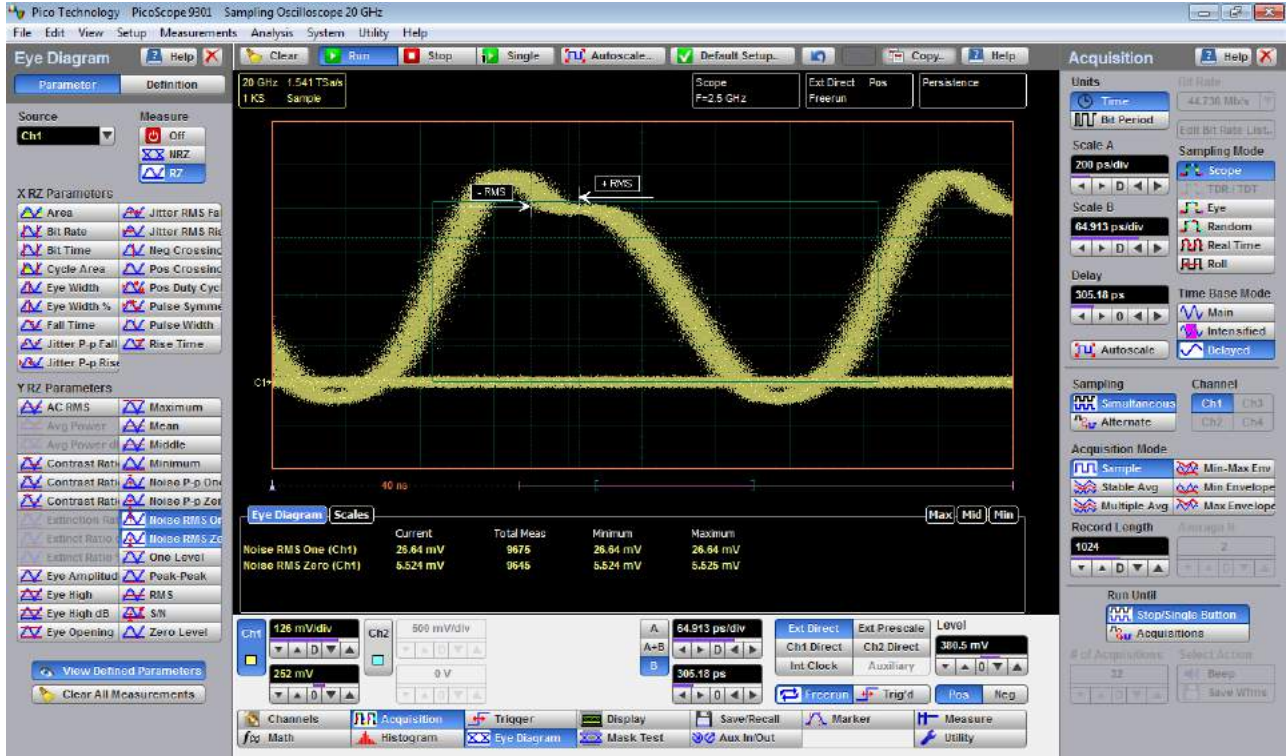 Pico Technology PicoScope 9301 Sampling Oscilloscope 20 GHz
File Edit View Setup Measurements Analysis System Utility Help
Eye Diagram Help
Parameter Definition
Source Measure
Ch1 Off
NRZ
RZ
X RZ Parameters
Area Jitter RMS Fa
Bit Rate Jitter RMS Ris
Bit Time Neg Crossing
Cycle Area Pos Crossing
Eye Width Pos Duty Cycl
Eye Width % Pulse Symme
Fall Time Pulse Width
Jitter P-p Fall Rise Time
Jitter P-p Rise
Y RZ Parameters
AC RMS Maximum
Avg Power Mean
Avg Power d Middle
Contrast Rati Minimum
Contrast Rati Noise P-p One
Contrast Rati Noise P-p Zer
Extinction Rat Noise RMS On
Extinct Ratio Noise RMS Ze
Extinct Ratio One Level
Eye Amplitud Peak-Peak
Eye High RMS
Eye High dB S/N
Eye Opening Zero Level
View Defined Parameters
Clear All Measurements
Clear Run Stop Single Autoscale... Default Setup... Copy... Help
20 GHz 1.541 TSa/s
1 KS Sample
Scope
F=2.5 GHz
Ext Direct Pos
Freerun
Persistence
- RMS
+ RMS
C1
40 ns
Eye Diagram Scales Max Mid Min
Current Total Meas Minimum Maximum
Noise RMS One (Ch1) 26.64 mV 9675 26.64 mV 26.64 mV
Noise RMS Zero (Ch1) 5.524 mV 9645 5.524 mV 5.525 mV
Ch1 126 mV/div Ch2 500 mV/div
D D
252 mV 0 V
0 0
A 64.913 ps/div
A+B D
B 305.18 ps
0
Ext Direct Ext Prescale Level
Ch1 Direct Ch2 Direct 380.5 mV
Int Clock Auxiliary 0
Freerun Trig'd Pos Neg
Channels Acquisition Trigger Display Save/Recall Marker Measure
f(x) Math Histogram Eye Diagram Mask Test Aux In/Out Utility
Acquisition Help
Units Bit Rate
Time 44.736 Mb/s
Bit Period Edit Bit Rate List...
Scale A Sampling Mode
200 ps/div Scope
D TDR / TDT
Scale B Eye
64.913 ps/div Random
D Real Time
Roll
Delay
305.18 ps Time Base Mode
0 Main
Intensified
Autoscale Delayed
Sampling Channel
Simultaneous Ch1 Ch3
Alternate Ch2 Ch4
Acquisition Mode
Sample Min-Max Env
Stable Avg Min Envelope
Multiple Avg Max Envelope
Record Length Average N
1024 2
D D
Run Until
Stop/Single Button
Acquisitions
# of Acquisitions Select Action
32 Beep
D Save Wfms